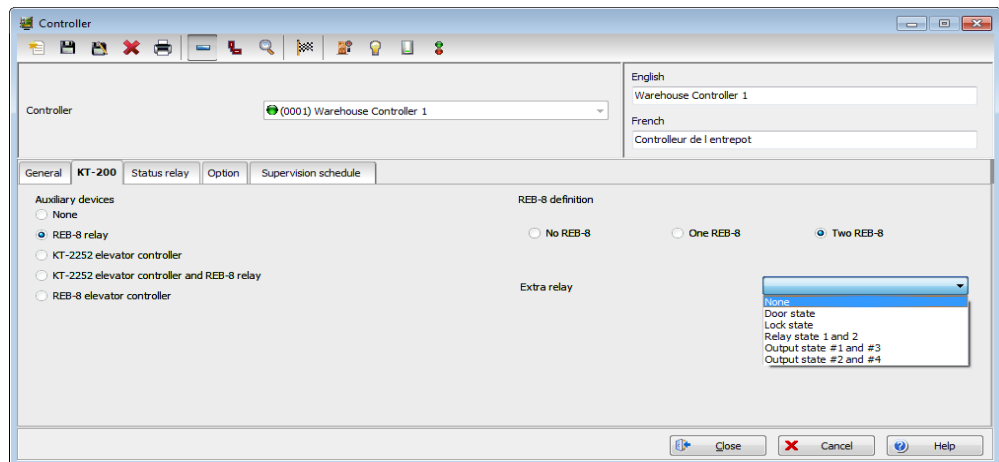 Controller
English
Warehouse Controller 1
Controller
(0001) Warehouse Controller 1
French
Controlleur de l entrepot
General KT-200 Status relay Option Supervision schedule
Auxiliary devices
None
REB-8 relay
KT-2252 elevator controller
KT-2252 elevator controller and REB-8 relay
REB-8 elevator controller
REB-8 definition
No REB-8 One REB-8 Two REB-8
Extra relay
None
Door state
Lock state
Relay state 1 and 2
Output state #1 and #3
Output state #2 and #4
Close Cancel Help